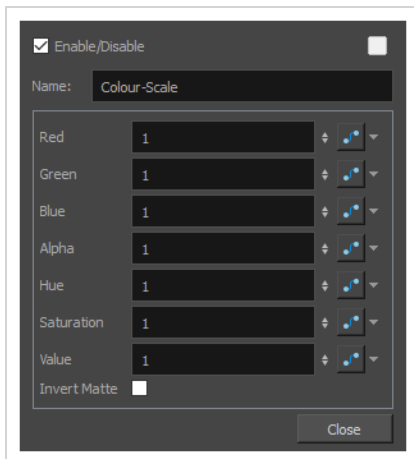 Enable/Disable
Name: Colour-Scale
Red 1
Green 1
Blue 1
Alpha 1
Hue 1
Saturation 1
Value 1
Invert Matte
Close